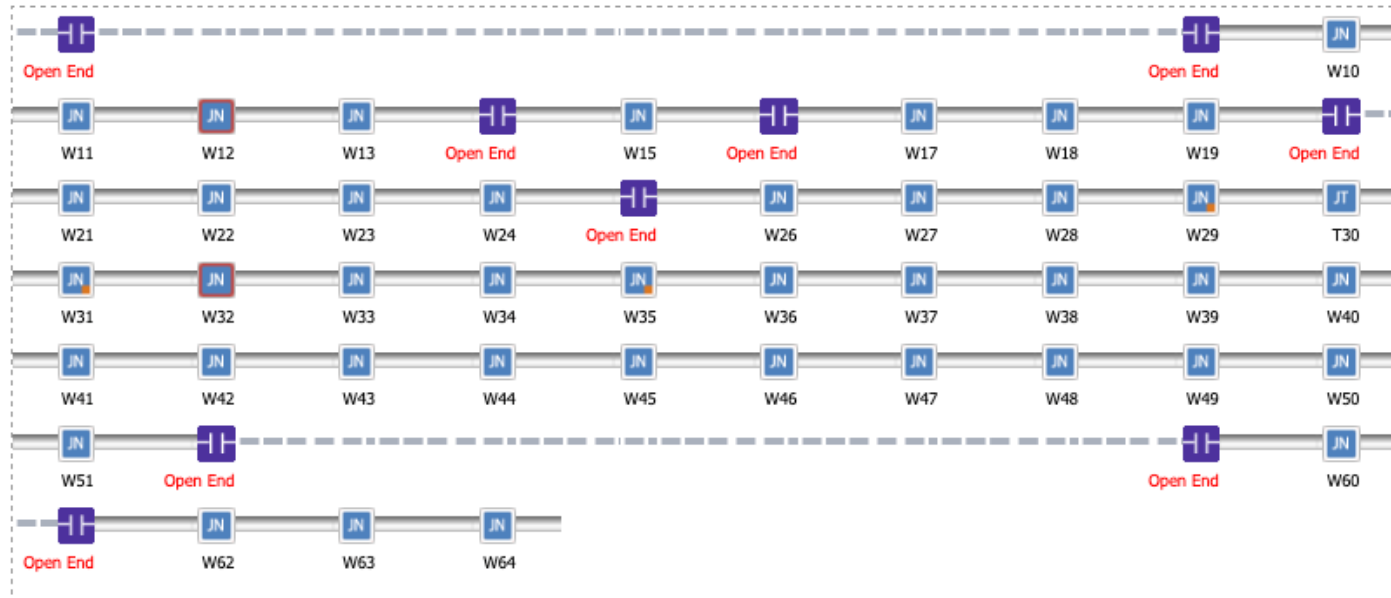 JN
Open End Open End W10
JN JN JN JN JN JN JN
W11 W12 W13 Open End W15 Open End W17 W18 W19 Open End
JN JN JN JN JN JN JN JN JT
W21 W22 W23 W24 Open End W26 W27 W28 W29 T30
JN JN JN JN JN JN JN JN JN JN
W31 W32 W33 W34 W35 W36 W37 W38 W39 W40
JN JN JN JN JN JN JN JN JN JN
W41 W42 W43 W44 W45 W46 W47 W48 W49 W50
JN JN
W51 Open End Open End W60
JN JN JN
Open End W62 W63 W64